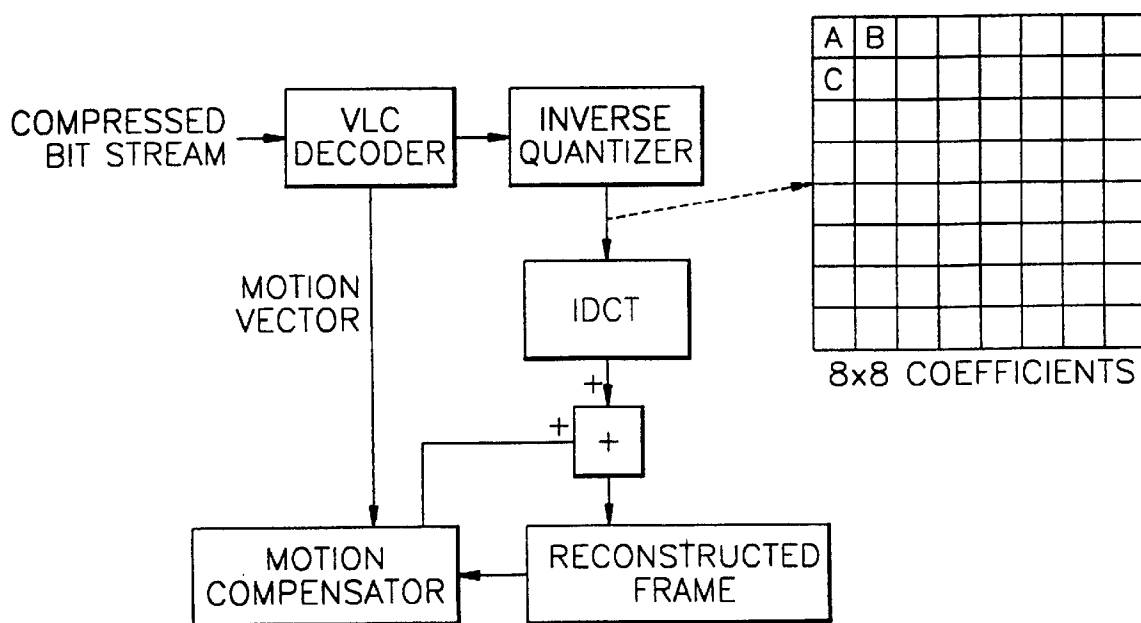 A B
C
COMPRESSED
BIT STREAM
VLC
DECODER
INVERSE
QUANTIZER
MOTION
VECTOR
IDCT
8x8 COEFFICIENTS
+
+
+
MOTION
COMPENSATOR
RECONSTRUCTED
FRAME